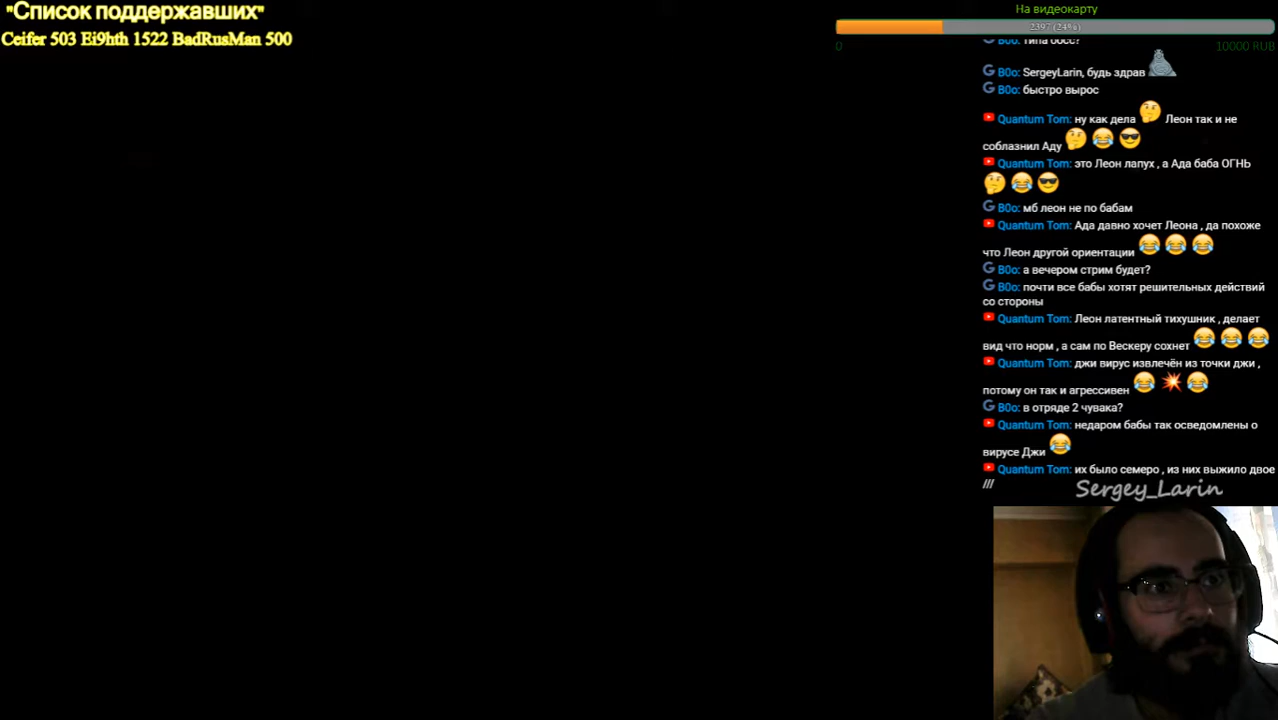 "Список поддержавших"
Ceifer 503 Ei9hth 1522 BadRusMan 500
На видеокарту
2397 (24%)
0
10000 RUB
B0o: типа босс?
B0o: SergeyLarin, будь здрав
B0o: быстро вырос
Quantum Tom: ну как дела 🤔 Леон так и не
соблазнил Аду 🤔 😂 😎
Quantum Tom: это Леон лапух , а Ада баба ОГНЬ
🤔 😂 😎
B0o: мб леон не по бабам
Quantum Tom: Ада давно хочет Леона , да похоже
что Леон другой ориентации 😂 😂 😂
B0o: а вечером стрим будет?
B0o: почти все бабы хотят решительных действий
со стороны
Quantum Tom: Леон латентный тихушник , делает
вид что норм , а сам по Вескеру сохнет 😂 😂 😂
Quantum Tom: джи вирус извлечён из точки джи ,
потому он так и агрессивен 😂 💥 😂
B0o: в отряде 2 чувака?
Quantum Tom: недаром бабы так осведомлены о
вирусе Джи 😂
Quantum Tom: их было семеро , из них выжило двое
///
Sergey_Larin